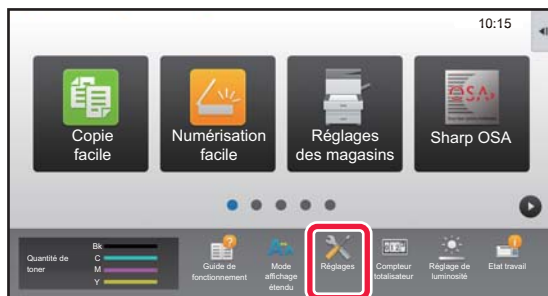 10:15
Copie
facile
Numérisation
facile
Réglages
des magasins
Sharp OSA
Quantité de
toner
Bk
C
M
Y
Guide de
fonctionnement
Mode
affichage
étendu
Réglages
Compteur
totalisateur
Réglage de
luminosité
Etat travail